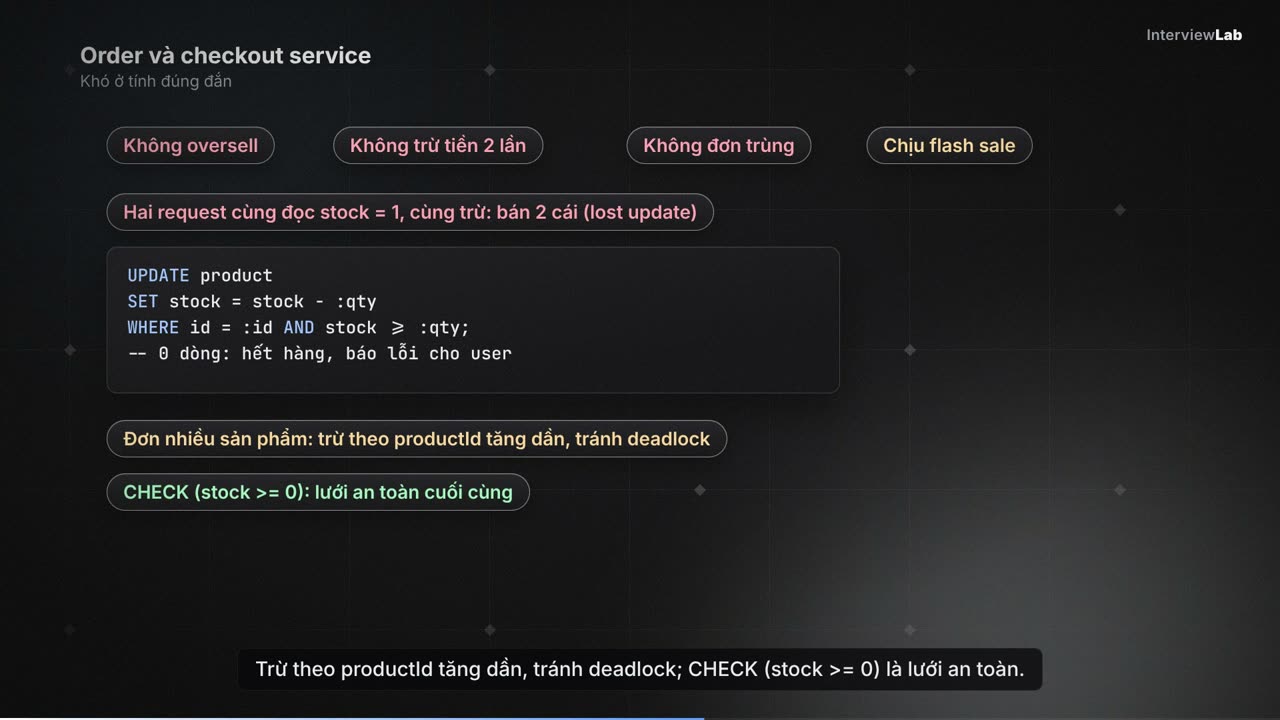 InterviewLab
Order và checkout service
Khó ở tính đúng đắn
Không oversell
Không trừ tiền 2 lần
Không đơn trùng
Chịu flash sale
Hai request cùng đọc stock = 1, cùng trừ: bán 2 cái (lost update)
UPDATE product
SET stock = stock - :qty
WHERE id = :id AND stock ⩾ :qty;
-- 0 dòng: hết hàng, báo lỗi cho user
Đơn nhiều sản phẩm: trừ theo productId tăng dần, tránh deadlock
CHECK (stock >= 0): lưới an toàn cuối cùng
Trừ theo productId tăng dần, tránh deadlock; CHECK (stock >= 0) là lưới an toàn.